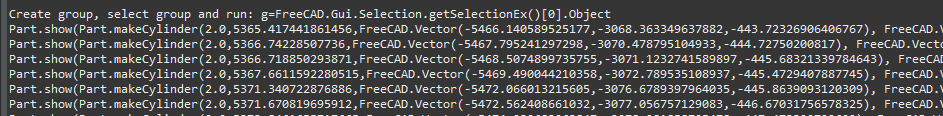 Create group, select group and run: g=FreeCAD.Gui.Selection.getSelectionEx()[0].Object
Part.show(Part.makeCylinder(2.0,5365.417441861456,FreeCAD.Vector(-5466.140589525177,-3068.363349637882,-443.72326906406767), FreeCAD.V
Part.show(Part.makeCylinder(2.0,5366.74228507736,FreeCAD.Vector(-5467.795241297298,-3070.478795104933,-444.72750200817), FreeCAD.Vecto
Part.show(Part.makeCylinder(2.0,5366.718850293871,FreeCAD.Vector(-5468.5074899735755,-3071.1232741589897,-445.68321339784643), FreeCAD
Part.show(Part.makeCylinder(2.0,5367.6611592280515,FreeCAD.Vector(-5469.490044210358,-3072.789535108937,-445.4729407887745), FreeCAD.V
Part.show(Part.makeCylinder(2.0,5371.340722876886,FreeCAD.Vector(-5472.066013215605,-3076.6789397964035,-445.8639093120309), FreeCAD.V
Part.show(Part.makeCylinder(2.0,5371.670819695912,FreeCAD.Vector(-5472.562408661032,-3077.056757129083,-446.67031756578325), FreeCAD.V